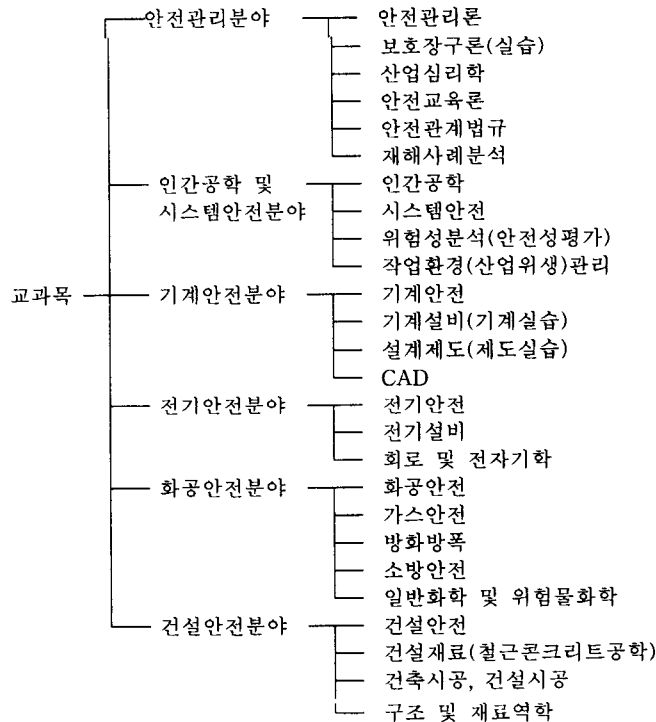 안전관리분야
안전관리론
보호장구론(실습)
산업심리학
안전교육론
안전관계법규
재해사례분석
인간공학 및
시스템안전분야
인간공학
시스템안전
위험성분석(안전성평가)
작업환경(산업위생)관리
교과목
기계안전분야
기계안전
기계설비(기계실습)
설계제도(제도실습)
CAD
전기안전분야
전기안전
전기설비
회로 및 전자기학
화공안전분야
화공안전
가스안전
방화방폭
소방안전
일반화학 및 위험물화학
건설안전분야
건설안전
건설재료(철근콘크리트공학)
건축시공, 건설시공
구조 및 재료역학